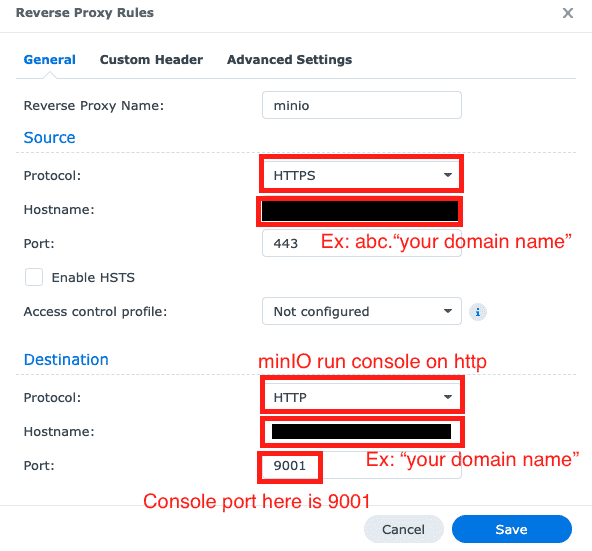 Reverse Proxy Rules
General Custom Header Advanced Settings
Reverse Proxy Name: minio
Source
Protocol: HTTPS
Hostname:
Port: 443 Ex: abc.“your domain name”
Enable HSTS
Access control profile: Not configured
Destination minIO run console on http
Protocol: HTTP
Hostname:
Port: 9001 Ex: “your domain name”
Console port here is 9001
Cancel Save